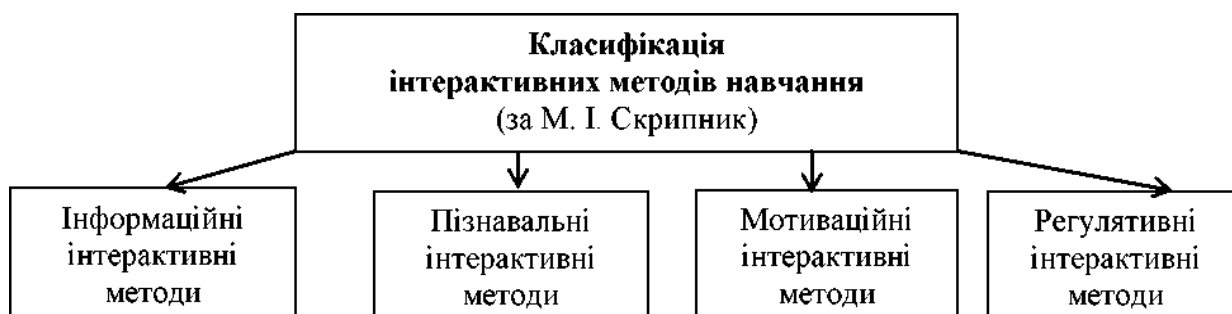 Класифікація
інтерактивних методів навчання
(за М. І. Скрипник)
Інформаційні
інтерактивні
методи
Пізнавальні
інтерактивні
методи
Мотиваційні
інтерактивні
методи
Регулятивні
інтерактивні
методи